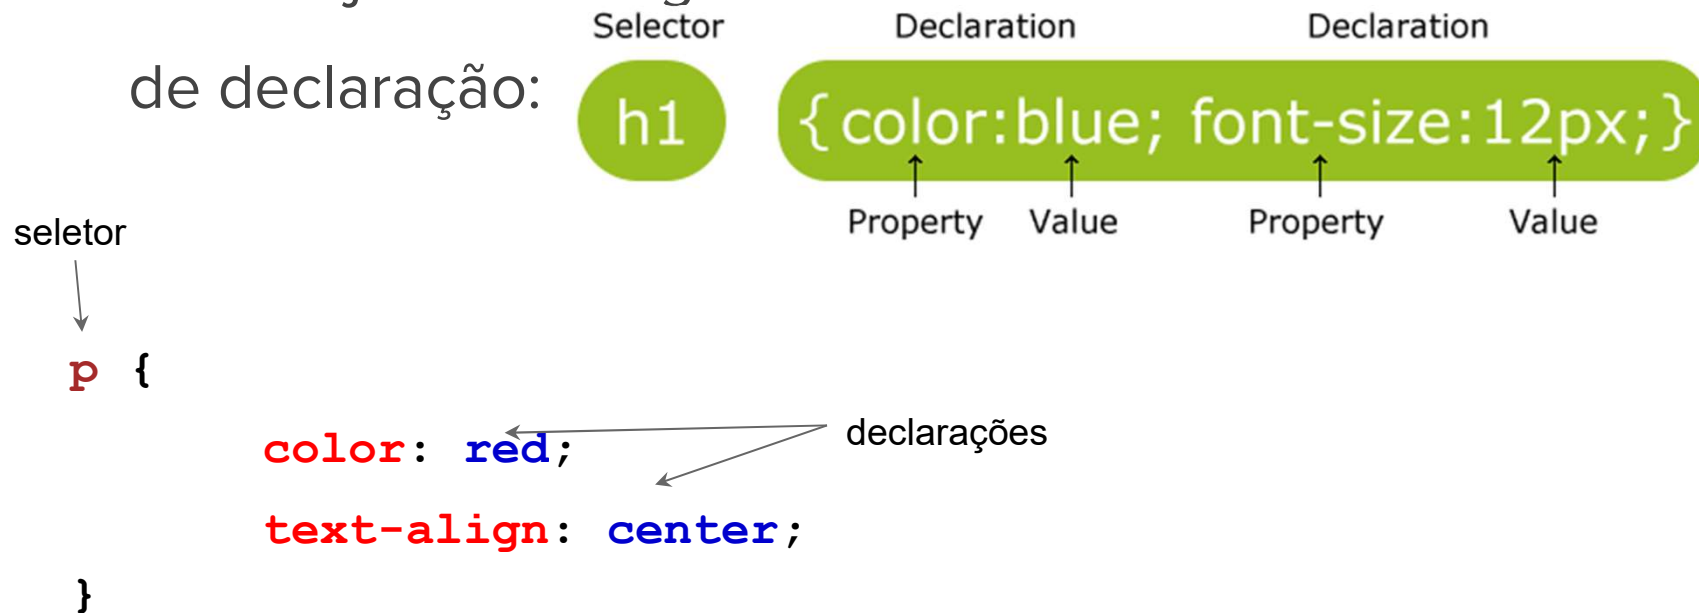 Selector Declaration Declaration
de declaração:
h1 {color:blue; font-size:12px;}
Property Value Property Value
seletor
p {
color: red;
declarações
text-align: center;
}